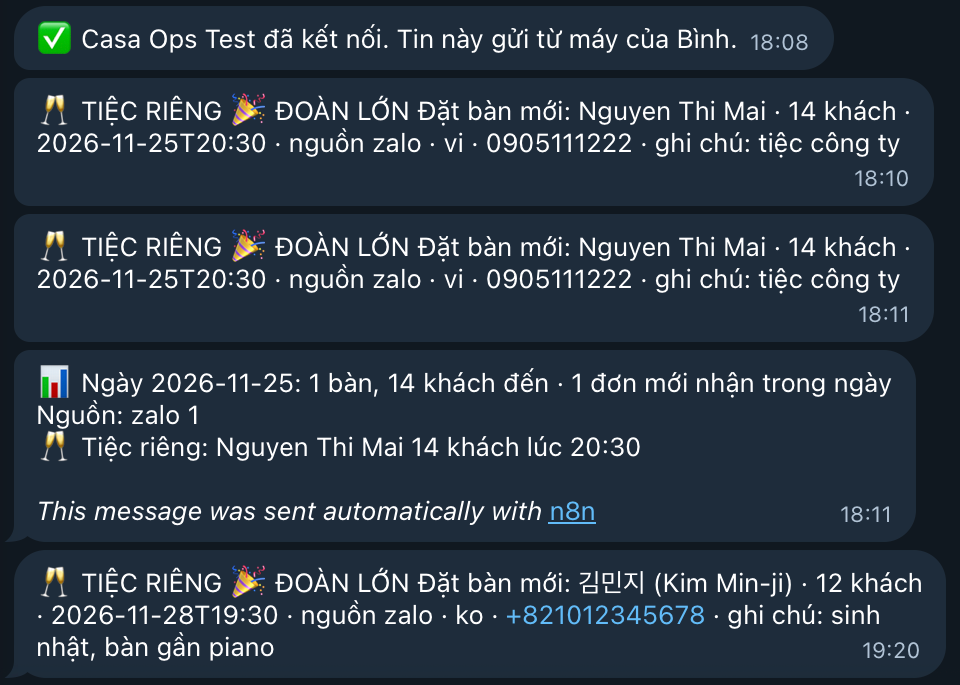 ✅ Casa Ops Test đã kết nối. Tin này gửi từ máy của Bình. 18:08
🥂 TIỆC RIÊNG 🎉 ĐOÀN LỚN Đặt bàn mới: Nguyen Thi Mai · 14 khách ·
2026-11-25T20:30 · nguồn zalo · vi · 0905111222 · ghi chú: tiệc công ty
18:10
🥂 TIỆC RIÊNG 🎉 ĐOÀN LỚN Đặt bàn mới: Nguyen Thi Mai · 14 khách ·
2026-11-25T20:30 · nguồn zalo · vi · 0905111222 · ghi chú: tiệc công ty
18:11
📊 Ngày 2026-11-25: 1 bàn, 14 khách đến · 1 đơn mới nhận trong ngày
Nguồn: zalo 1
🥂 Tiệc riêng: Nguyen Thi Mai 14 khách lúc 20:30
This message was sent automatically with n8n 18:11
🥂 TIỆC RIÊNG 🎉 ĐOÀN LỚN Đặt bàn mới: 김민지 (Kim Min-ji) · 12 khách
· 2026-11-28T19:30 · nguồn zalo · ko · +821012345678 · ghi chú: sinh
nhật, bàn gần piano 19:20